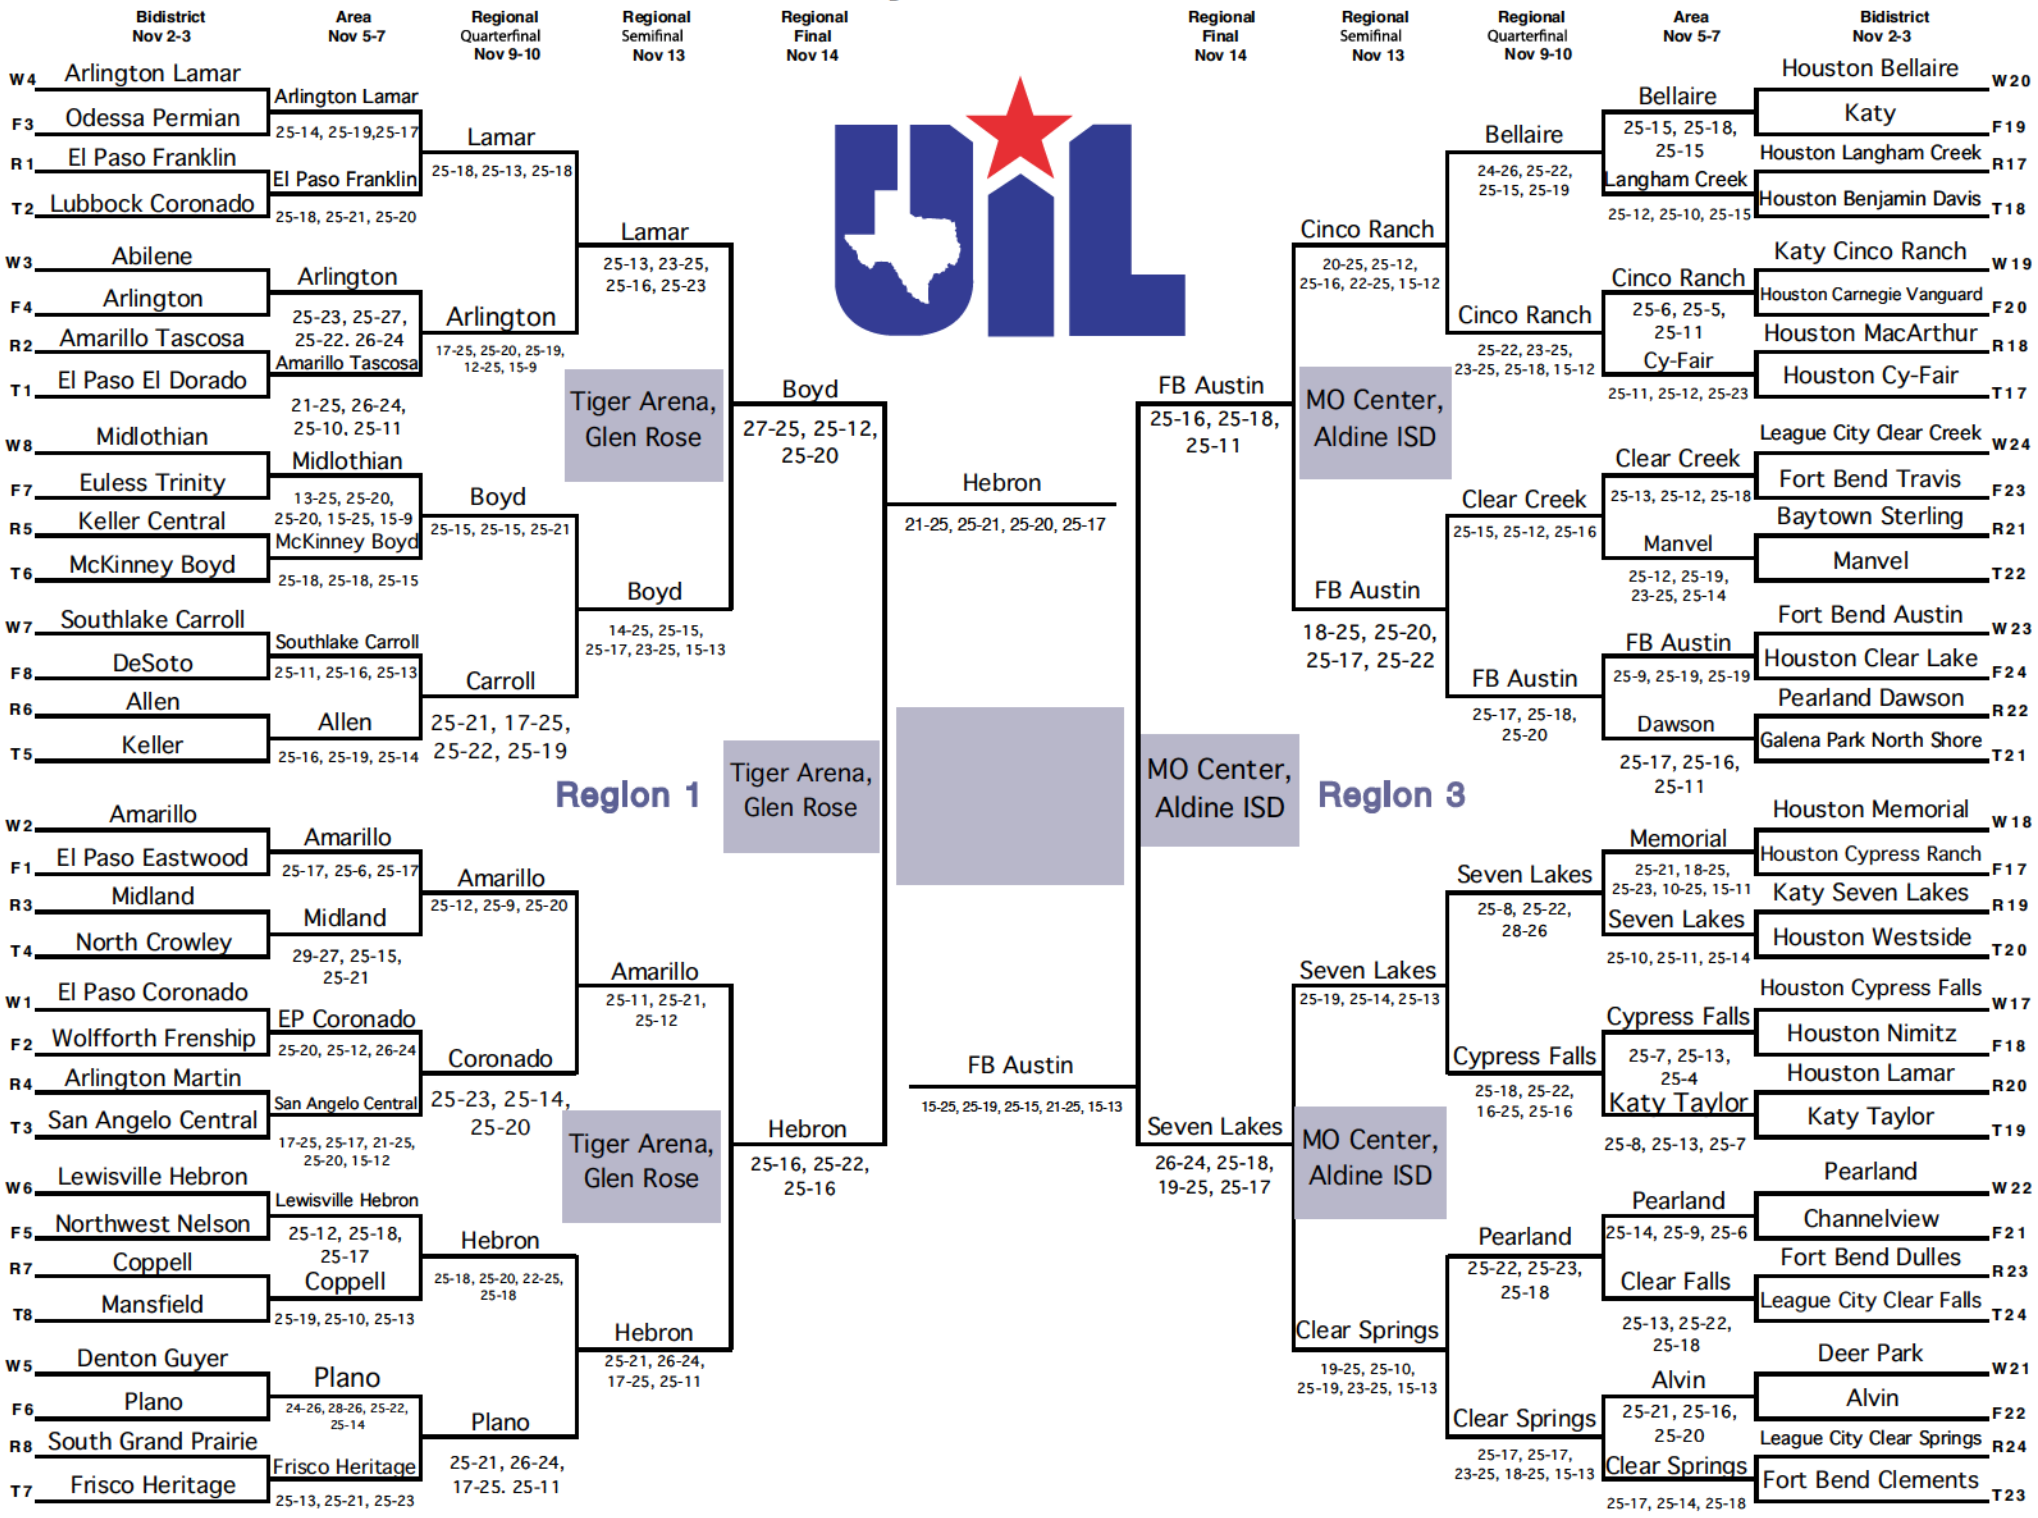 Bidistrict
Nov 2-3
Area
Nov 5-7
Regional
Quarterfinal
Nov 9-10
Regional
Semifinal
Nov 13
Regional
Final
Nov 14
Regional
Final
Nov 14
Regional
Semifinal
Nov 13
Regional
Quarterfinal
Nov 9-10
Area
Nov 5-7
Bidistrict
Nov 2-3
W4 Arlington Lamar
F3 Odessa Permian
R1 El Paso Franklin
T2 Lubbock Coronado
W3 Abilene
F4 Arlington
R2 Amarillo Tascosa
T1 El Paso El Dorado
W8 Midlothian
F7 Euless Trinity
R5 Keller Central
T6 McKinney Boyd
W7 Southlake Carroll
F8 DeSoto
R6 Allen
T5 Keller
W2 Amarillo
F1 El Paso Eastwood
R3 Midland
T4 North Crowley
W1 El Paso Coronado
F2 Wolfforth Frenship
R4 Arlington Martin
T3 San Angelo Central
W6 Lewisville Hebron
F5 Northwest Nelson
R7 Coppell
T8 Mansfield
W5 Denton Guyer
F6 Plano
R8 South Grand Prairie
T7 Frisco Heritage
Arlington Lamar
25-14, 25-19,25-17
El Paso Franklin
25-18, 25-21, 25-20
Arlington
25-23, 25-27,
25-22. 26-24
Amarillo Tascosa
21-25, 26-24,
25-10, 25-11
Midlothian
13-25, 25-20,
25-20, 15-25, 15-9
McKinney Boyd
25-18, 25-18, 25-15
Southlake Carroll
25-11, 25-16, 25-13
Allen
25-16, 25-19, 25-14
Amarillo
25-17, 25-6, 25-17
Midland
29-27, 25-15,
25-21
EP Coronado
25-20, 25-12, 26-24
San Angelo Central
17-25, 25-17, 21-25,
25-20, 15-12
Lewisville Hebron
25-12, 25-18,
25-17
Coppell
25-19, 25-10, 25-13
Plano
24-26, 28-26, 25-22,
25-14
Frisco Heritage
25-13, 25-21, 25-23
Lamar
25-18, 25-13, 25-18
Arlington
17-25, 25-20, 25-19,
12-25, 15-9
Boyd
25-15, 25-15, 25-21
Carroll
25-21, 17-25,
25-22, 25-19
Amarillo
25-12, 25-9, 25-20
Coronado
25-23, 25-14,
25-20
Hebron
25-18, 25-20, 22-25,
25-18
Plano
25-21, 26-24,
17-25. 25-11
Lamar
25-13, 23-25,
25-16, 25-23
Tiger Arena,
Glen Rose
Boyd
14-25, 25-15,
25-17, 23-25, 15-13
Region 1
Amarillo
25-11, 25-21,
25-12
Tiger Arena,
Glen Rose
Hebron
25-21, 26-24,
17-25, 25-11
Boyd
27-25, 25-12,
25-20
Tiger Arena,
Glen Rose
Hebron
25-16, 25-22,
25-16
UIL
Hebron
21-25, 25-21, 25-20, 25-17
FB Austin
15-25, 25-19, 25-15, 21-25, 15-13
FB Austin
25-16, 25-18,
25-11
MO Center,
Aldine ISD
Seven Lakes
26-24, 25-18,
19-25, 25-17
Cinco Ranch
20-25, 25-12,
25-16, 22-25, 15-12
MO Center,
Aldine ISD
FB Austin
18-25, 25-20,
25-17, 25-22
Region 3
Seven Lakes
25-19, 25-14, 25-13
MO Center,
Aldine ISD
Clear Springs
19-25, 25-10,
25-19, 23-25, 15-13
Bellaire
24-26, 25-22,
25-15, 25-19
Cinco Ranch
25-22, 23-25,
23-25, 25-18, 15-12
Clear Creek
25-15, 25-12, 25-16
FB Austin
25-17, 25-18,
25-20
Seven Lakes
25-8, 25-22,
28-26
Cypress Falls
25-18, 25-22,
16-25, 25-16
Pearland
25-22, 25-23,
25-18
Clear Springs
25-17, 25-17,
23-25, 18-25, 15-13
Bellaire
25-15, 25-18,
25-15
Langham Creek
25-12, 25-10, 25-15
Cinco Ranch
25-6, 25-5,
25-11
Cy-Fair
25-11, 25-12, 25-23
Clear Creek
25-13, 25-12, 25-18
Manvel
25-12, 25-19,
23-25, 25-14
FB Austin
25-9, 25-19, 25-19
Dawson
25-17, 25-16,
25-11
Memorial
25-21, 18-25,
25-23, 10-25, 15-11
Seven Lakes
25-10, 25-11, 25-14
Cypress Falls
25-7, 25-13,
25-4
Katy Taylor
25-8, 25-13, 25-7
Pearland
25-14, 25-9, 25-6
Clear Falls
25-13, 25-22,
25-18
Alvin
25-21, 25-16,
25-20
Clear Springs
25-17, 25-14, 25-18
Houston Bellaire W20
Katy F19
Houston Langham Creek R17
Houston Benjamin Davis T18
Katy Cinco Ranch W19
Houston Carnegie Vanguard F20
Houston MacArthur R18
Houston Cy-Fair T17
League City Clear Creek W24
Fort Bend Travis F23
Baytown Sterling R21
Manvel T22
Fort Bend Austin W23
Houston Clear Lake F24
Pearland Dawson R22
Galena Park North Shore T21
Houston Memorial W18
Houston Cypress Ranch F17
Katy Seven Lakes R19
Houston Westside T20
Houston Cypress Falls W17
Houston Nimitz F18
Houston Lamar R20
Katy Taylor T19
Pearland W22
Channelview F21
Fort Bend Dulles R23
League City Clear Falls T24
Deer Park W21
Alvin F22
League City Clear Springs R24
Fort Bend Clements T23